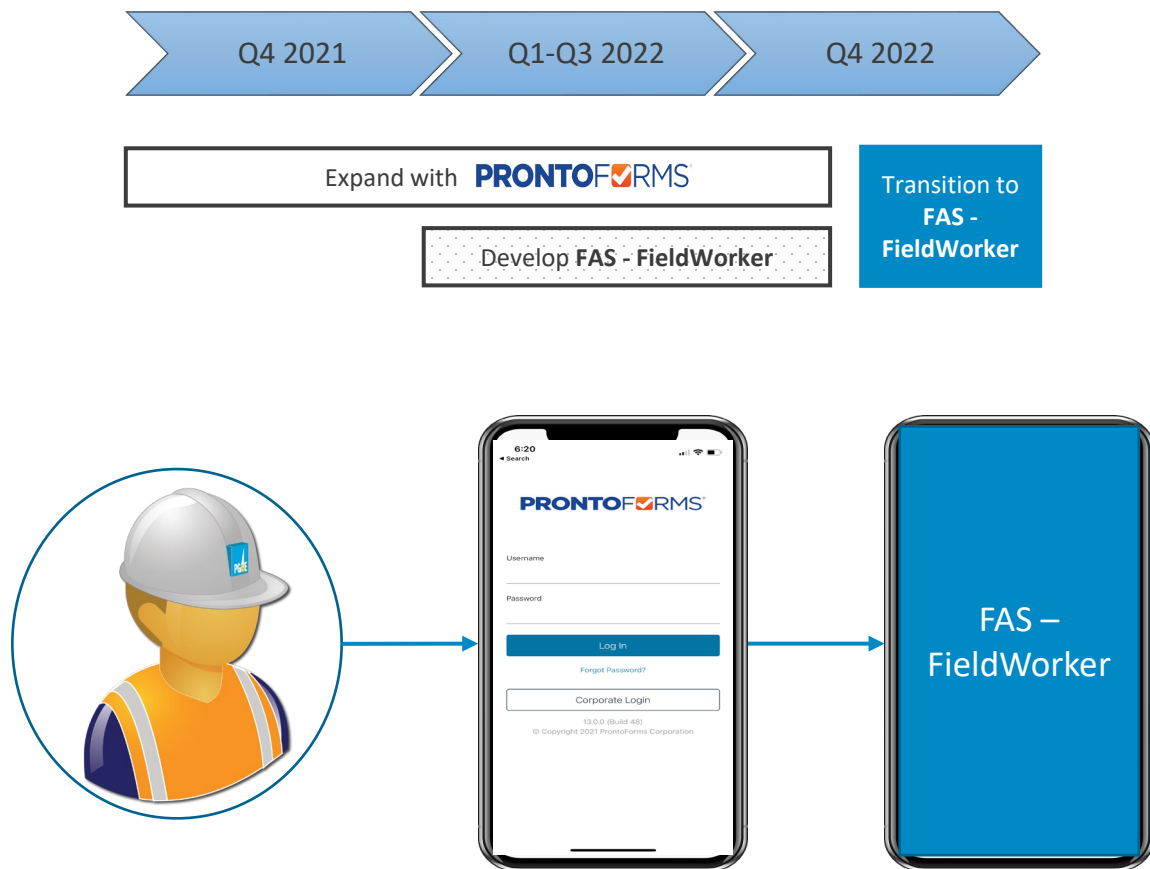 Q4 2021
Q1-Q3 2022
Q4 2022
Expand with PRONTOFORMS®
Develop FAS - FieldWorker
Transition to
FAS -
FieldWorker
6:20
◂ Search
PRONTOFORMS®
Username
Password
Log In
Forgot Password?
Corporate Login
13.0.0 (Build 48)
© Copyright 2021 ProntoForms Corporation
PG&E
FAS –
FieldWorker